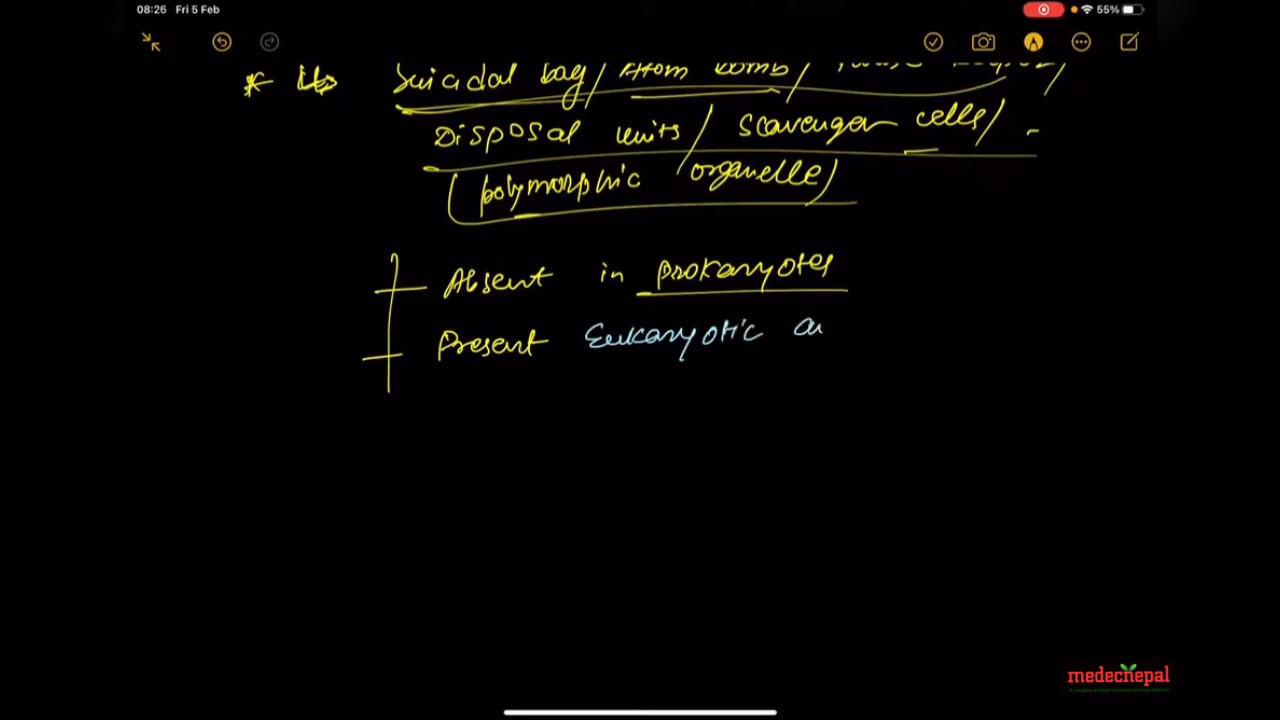 08:26 Fri 5 Feb 55%
* Its Suicidal bag / Atom bomb /
Disposal units / scavenger cells /
(polymorphic organelle)
Absent in prokaryotes
Present Eukaryotic
medecnepal